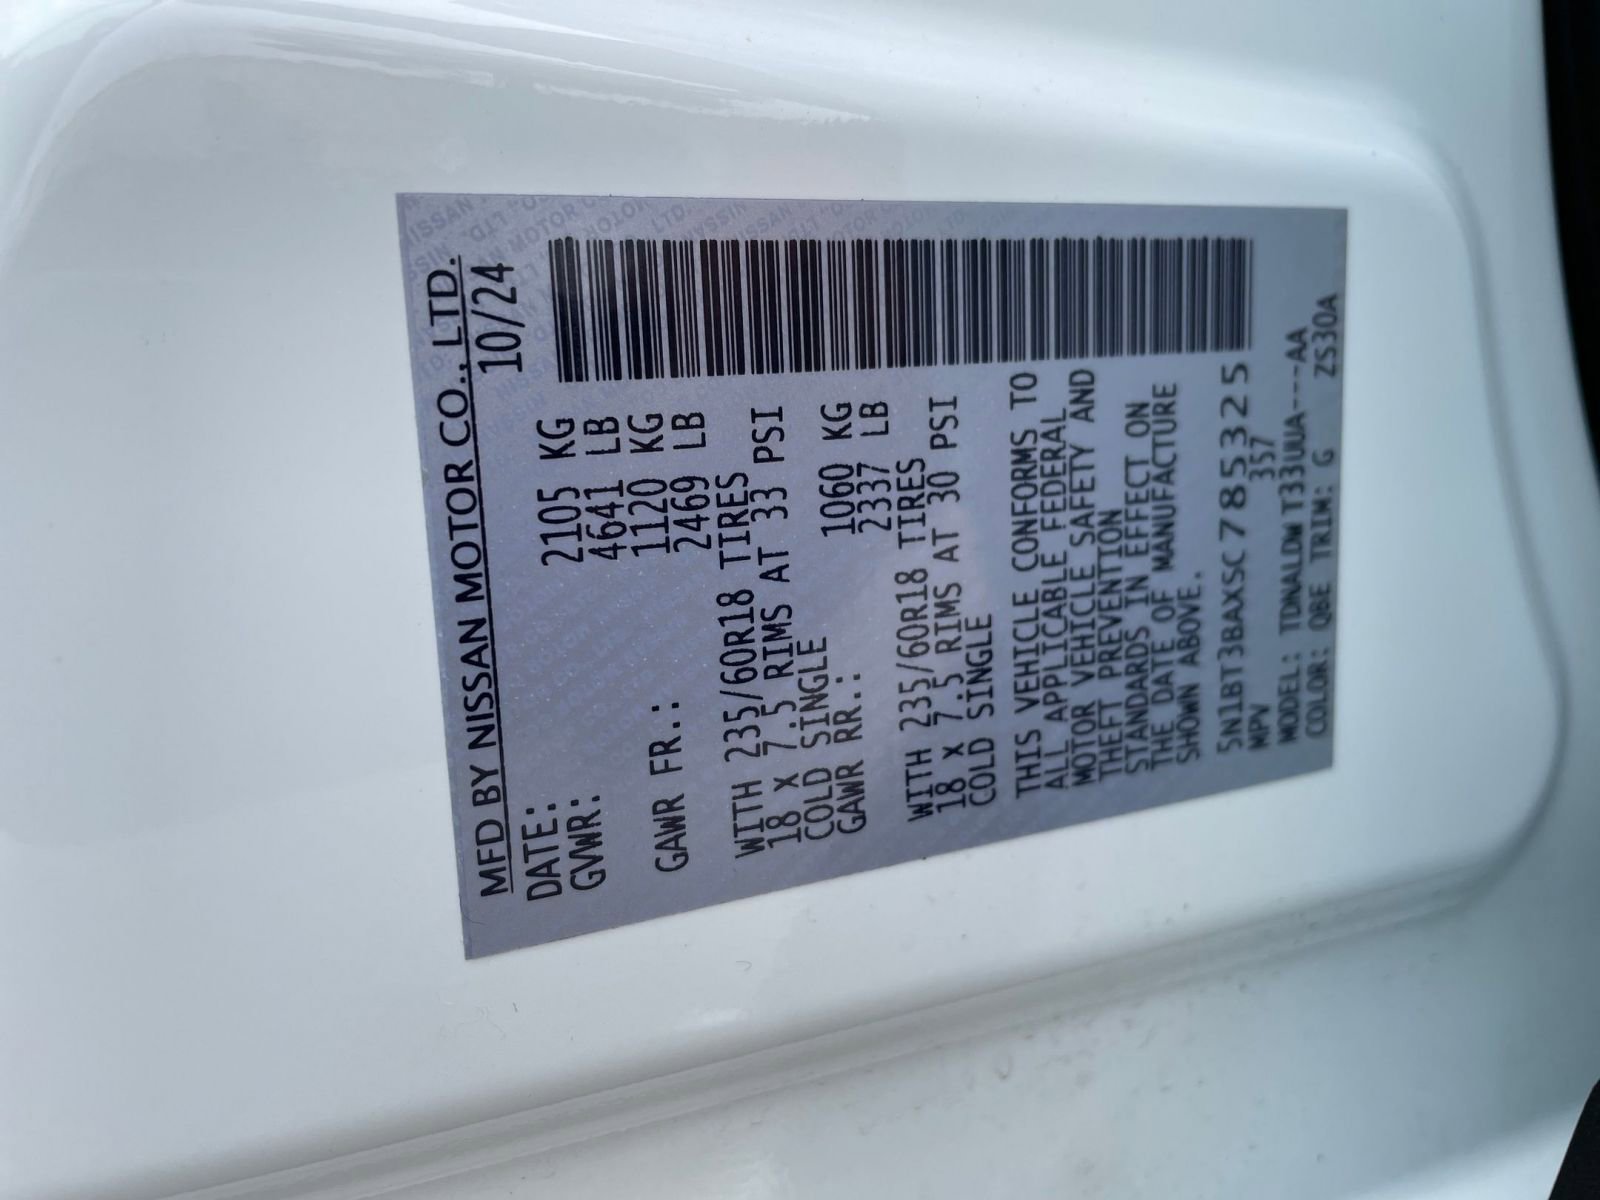 MFD BY NISSAN MOTOR CO., LTD.
DATE: 10/24
GVWR: 2105 KG
4641 LB
GAWR FR.: 1120 KG
2469 LB
WITH 235/60R18 TIRES
18 x 7.5 RIMS AT 33 PSI
COLD SINGLE
GAWR RR.: 1060 KG
2337 LB
WITH 235/60R18 TIRES
18 x 7.5 RIMS AT 30 PSI
COLD SINGLE
THIS VEHICLE CONFORMS TO
ALL APPLICABLE FEDERAL
MOTOR VEHICLE SAFETY AND
THEFT PREVENTION
STANDARDS IN EFFECT ON
THE DATE OF MANUFACTURE
SHOWN ABOVE.
5N1BT3BAXSC785325
MPV 357
MODEL: TDNALDW T33UUA---AA
COLOR: QBE TRIM: G ZS30A